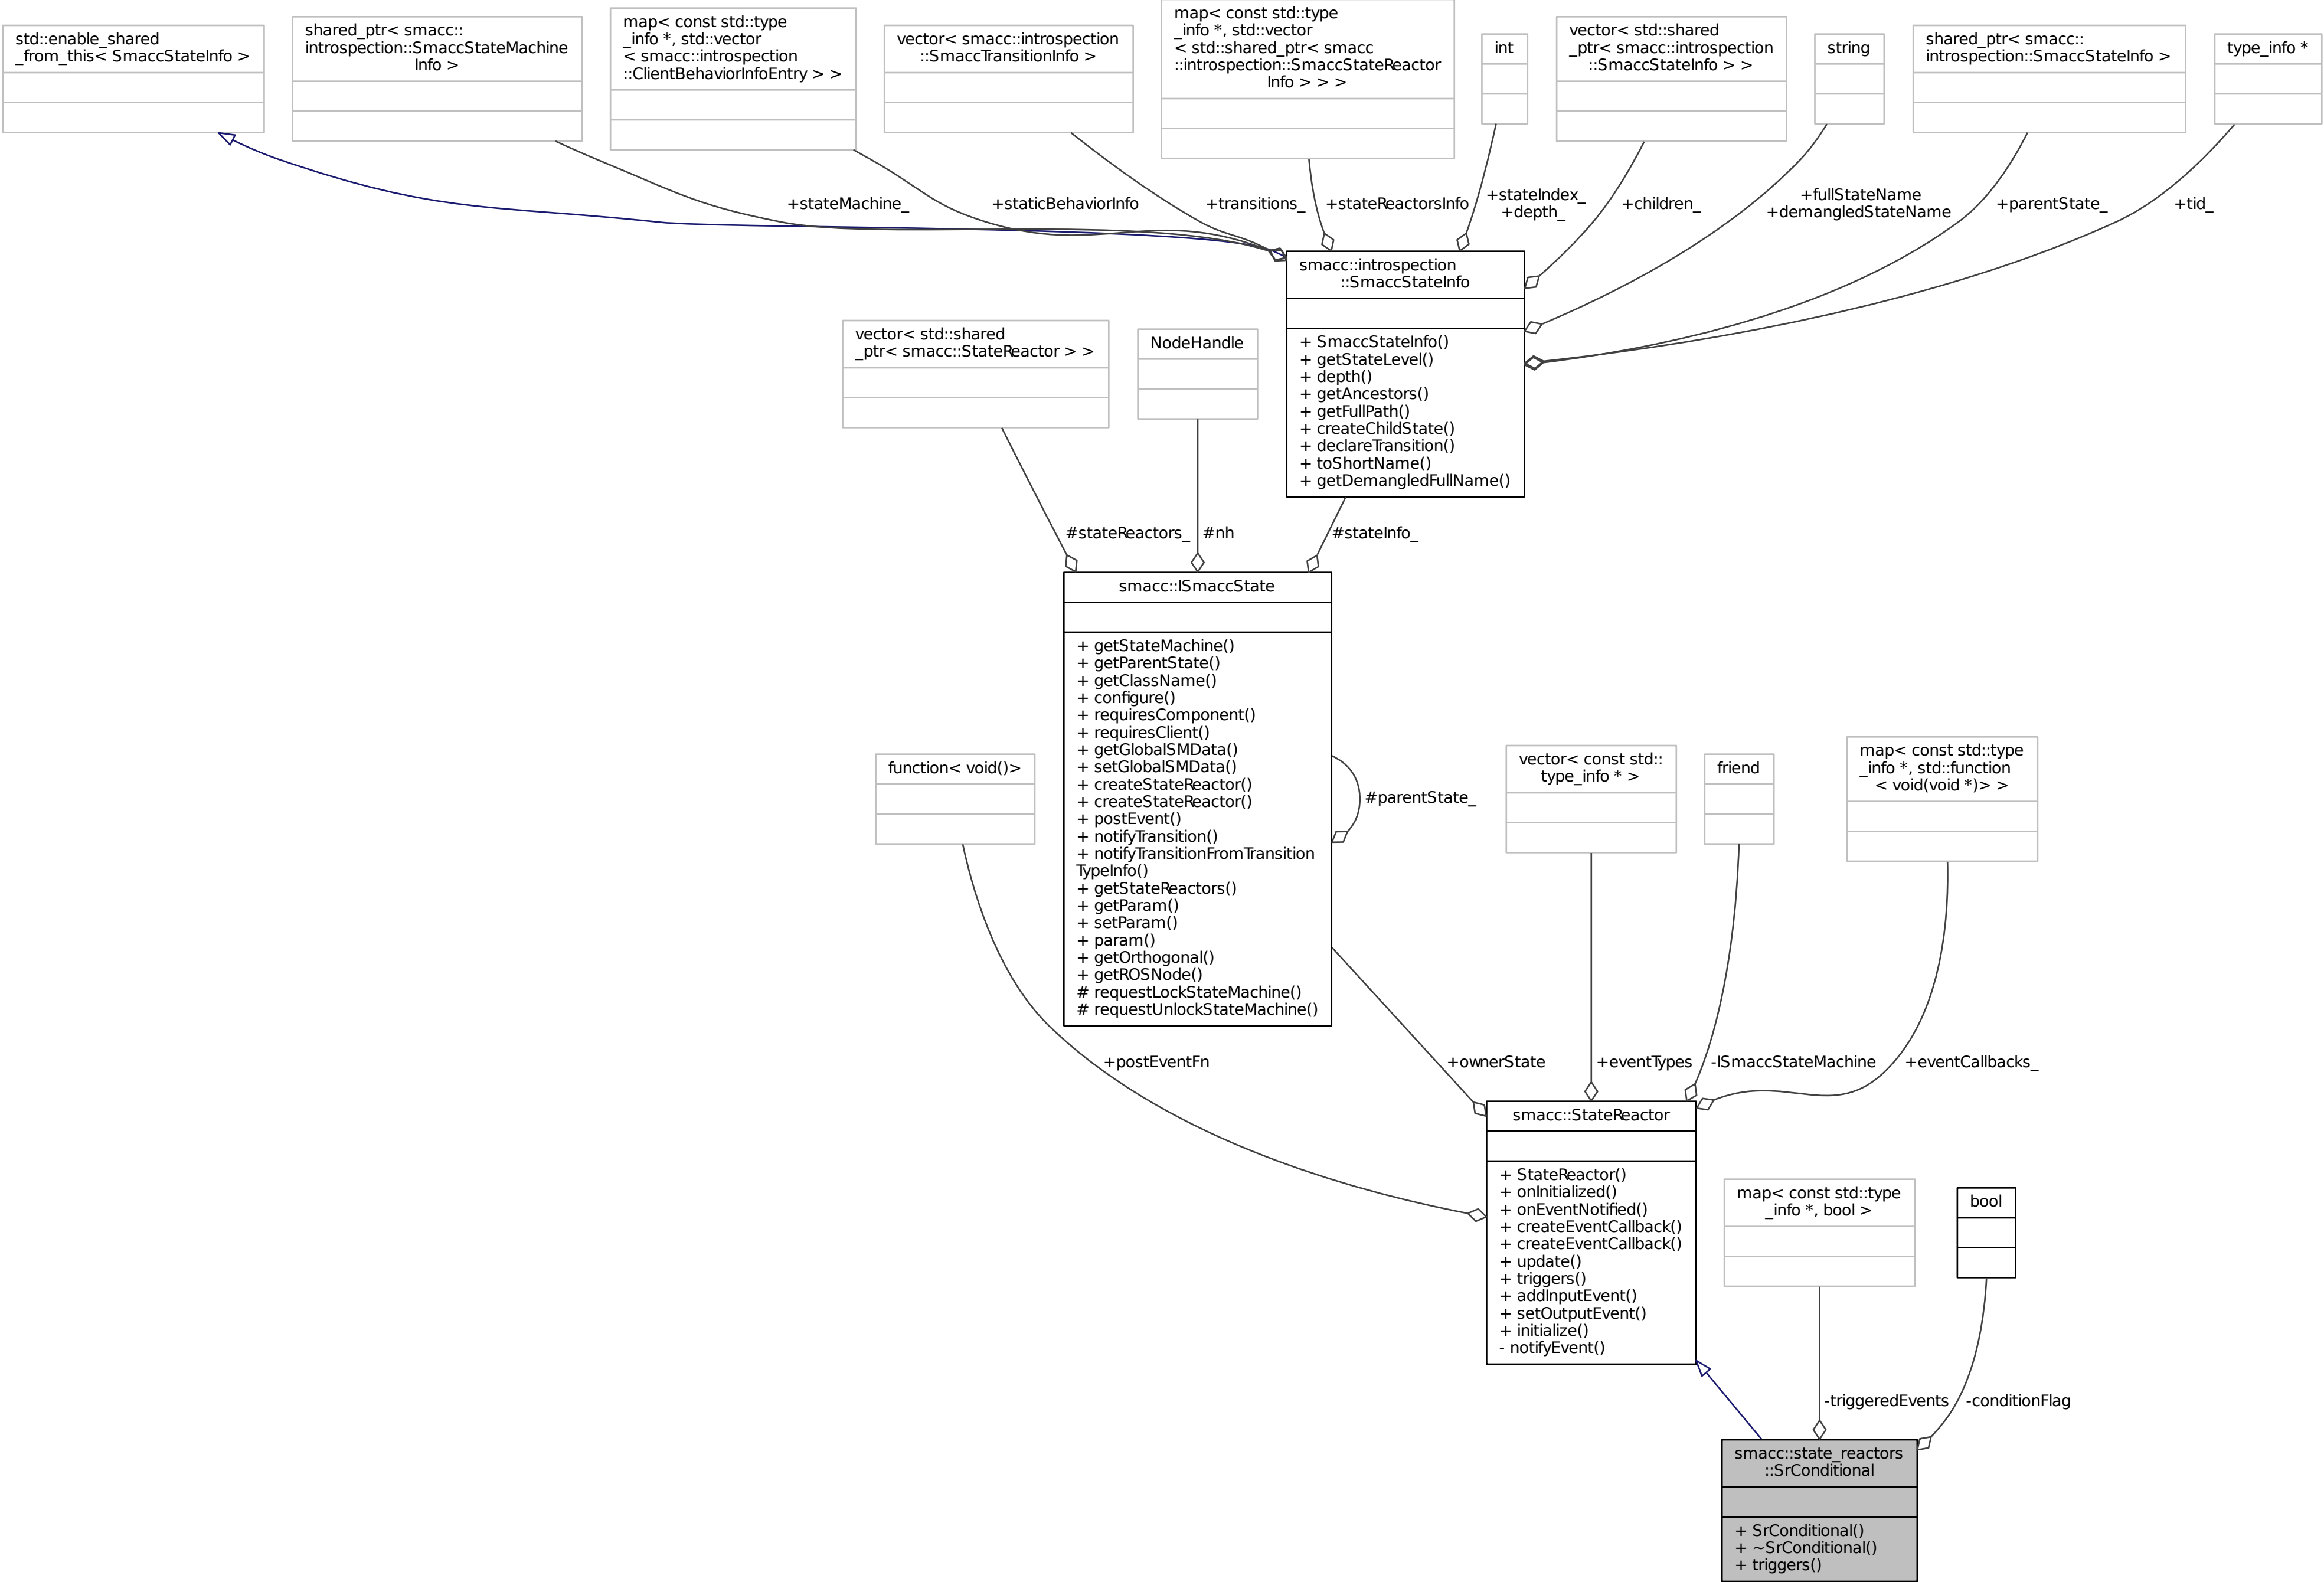 std::enable_shared
_from_this< SmaccStateInfo >
shared_ptr< smacc::
introspection::SmaccStateMachine
Info >
map< const std::type
_info *, std::vector
< smacc::introspection
::ClientBehaviorInfoEntry > >
vector< smacc::introspection
::SmaccTransitionInfo >
map< const std::type
_info *, std::vector
< std::shared_ptr< smacc
::introspection::SmaccStateReactor
Info > > >
int
vector< std::shared
_ptr< smacc::introspection
::SmaccStateInfo > >
string
shared_ptr< smacc::
introspection::SmaccStateInfo >
type_info *
+stateMachine_
+staticBehaviorInfo
+transitions_
+stateReactorsInfo
+stateIndex_
+depth_
+children_
+fullStateName
+demangledStateName
+parentState_
+tid_
smacc::introspection
::SmaccStateInfo
+ SmaccStateInfo()
+ getStateLevel()
+ depth()
+ getAncestors()
+ getFullPath()
+ createChildState()
+ declareTransition()
+ toShortName()
+ getDemangledFullName()
vector< std::shared
_ptr< smacc::StateReactor > >
NodeHandle
#stateReactors_
#nh
#stateInfo_
smacc::ISmaccState
+ getStateMachine()
+ getParentState()
+ getClassName()
+ configure()
+ requiresComponent()
+ requiresClient()
+ getGlobalSMData()
+ setGlobalSMData()
+ createStateReactor()
+ createStateReactor()
+ postEvent()
+ notifyTransition()
+ notifyTransitionFromTransition
TypeInfo()
+ getStateReactors()
+ getParam()
+ setParam()
+ param()
+ getOrthogonal()
+ getROSNode()
# requestLockStateMachine()
# requestUnlockStateMachine()
#parentState_
function< void()>
vector< const std::
type_info * >
friend
map< const std::type
_info *, std::function
< void(void *)> >
+postEventFn
+ownerState
+eventTypes
-ISmaccStateMachine
+eventCallbacks_
smacc::StateReactor
+ StateReactor()
+ onInitialized()
+ onEventNotified()
+ createEventCallback()
+ createEventCallback()
+ update()
+ triggers()
+ addInputEvent()
+ setOutputEvent()
+ initialize()
- notifyEvent()
map< const std::type
_info *, bool >
bool
-triggeredEvents
-conditionFlag
smacc::state_reactors
::SrConditional
+ SrConditional()
+ ~SrConditional()
+ triggers()